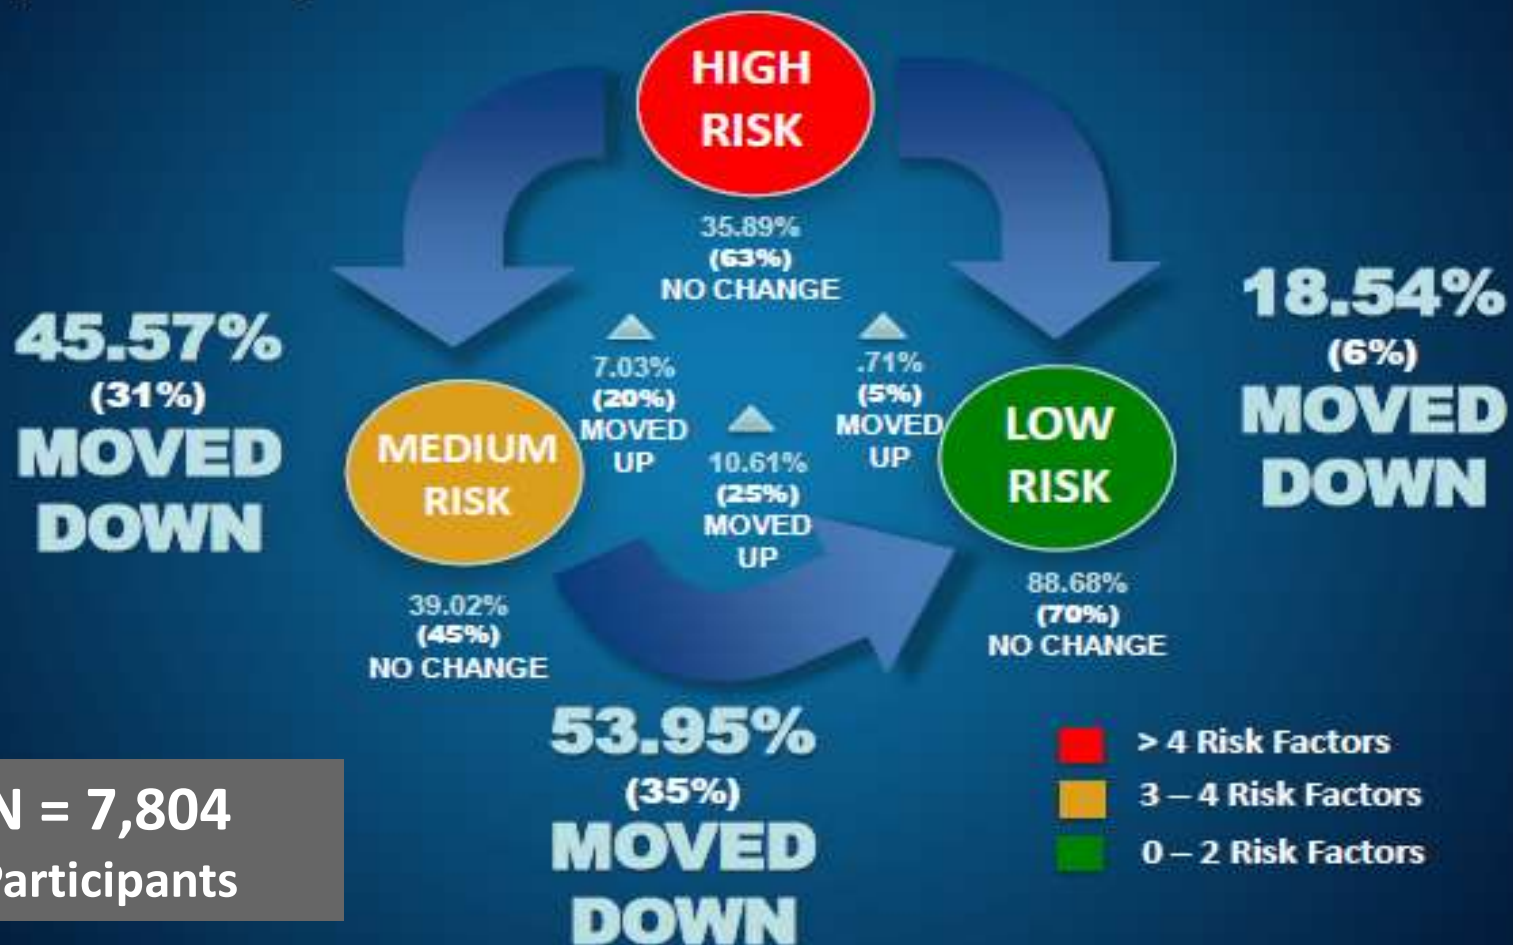 HIGH
RISK
35.89%
(63%)
NO CHANGE
45.57%
(31%)
MOVED
DOWN
18.54%
(6%)
MOVED
DOWN
7.03%
(20%)
MOVED
UP
.71%
(5%)
MOVED
UP
10.61%
(25%)
MOVED
UP
MEDIUM
RISK
39.02%
(45%)
NO CHANGE
LOW
RISK
88.68%
(70%)
NO CHANGE
53.95%
(35%)
MOVED
DOWN
> 4 Risk Factors
3 – 4 Risk Factors
0 – 2 Risk Factors
N = 7,804
Participants